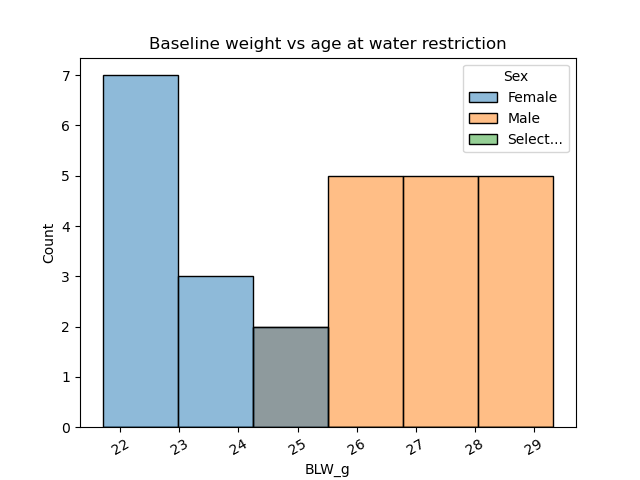 Baseline weight vs age at water restriction
Sex
Female
Male
Select...
7
6
5
4
3
2
1
0
Count
22 23 24 25 26 27 28 29
BLW_g